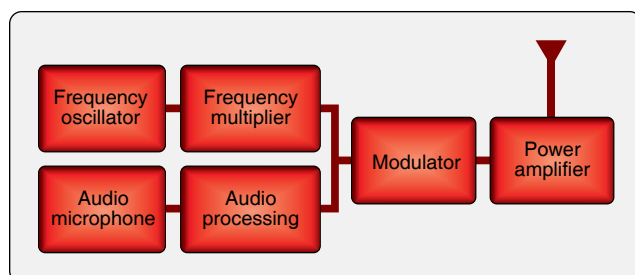 Frequency
oscillator
Frequency
multiplier
Audio
microphone
Audio
processing
Modulator
Power
amplifier